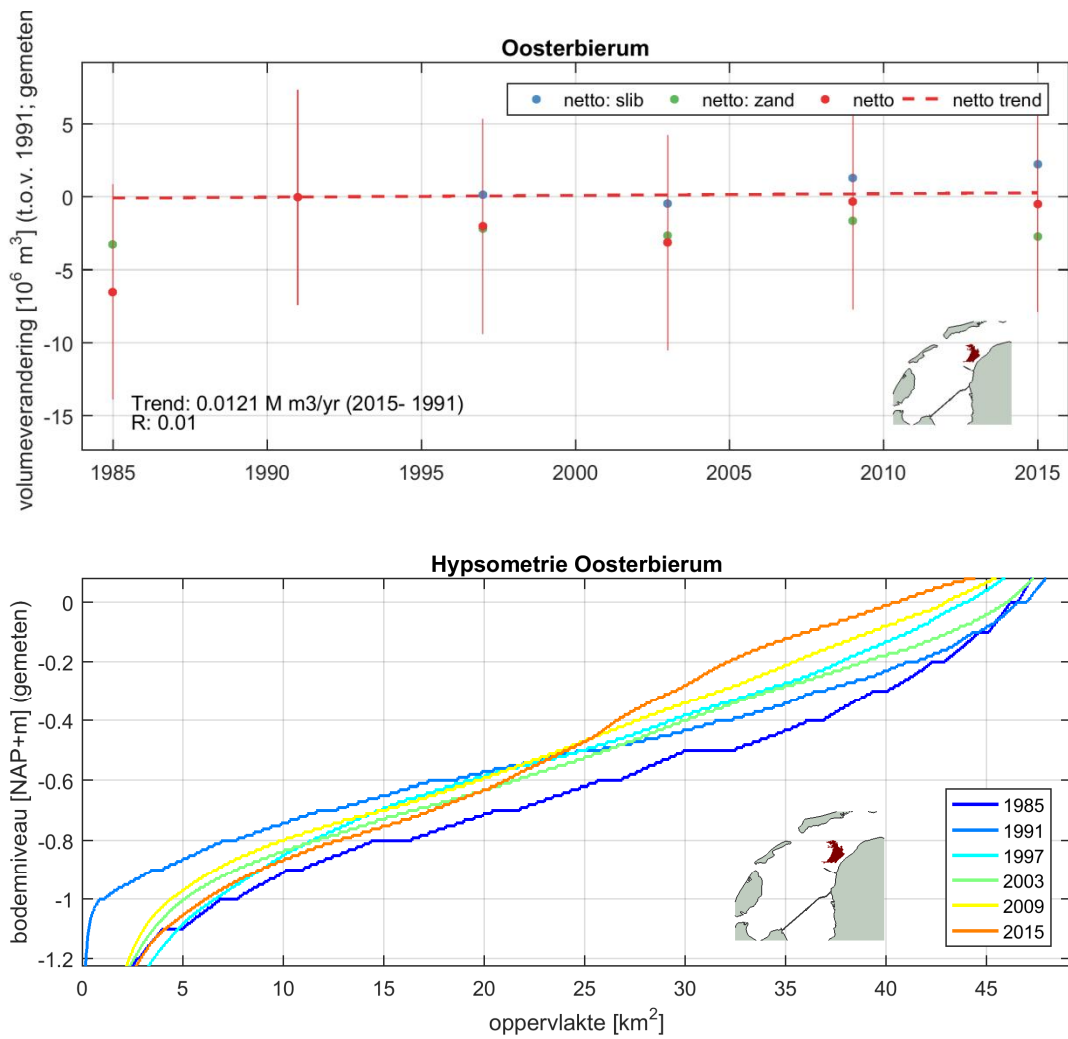 Oosterbierum
volumeverandering [10^6 m^3] (t.o.v. 1991; gemeten
netto: slib netto: zand netto netto trend
5
0
-5
-10
-15
Trend: 0.0121 M m3/yr (2015- 1991)
R: 0.01
1985 1990 1995 2000 2005 2010 2015
Hypsometrie Oosterbierum
bodemniveau [NAP+m] (gemeten)
0
-0.2
-0.4
-0.6
-0.8
-1
-1.2
1985
1991
1997
2003
2009
2015
0 5 10 15 20 25 30 35 40 45
oppervlakte [km^2]